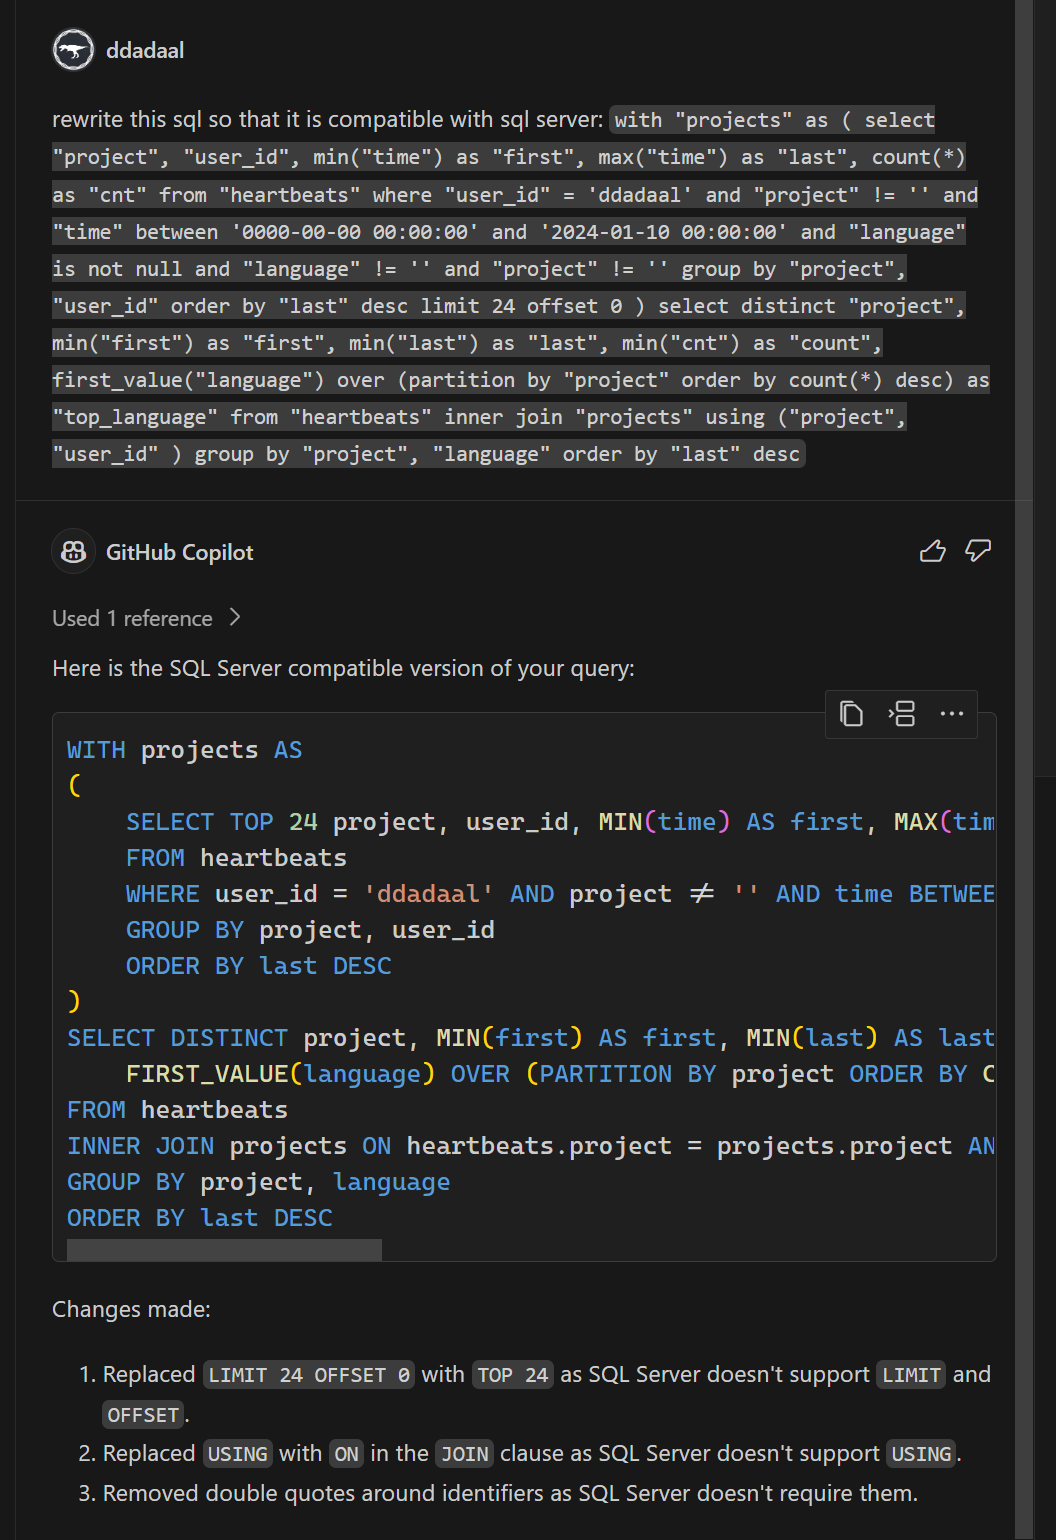 ddadaal
rewrite this sql so that it is compatible with sql server: with "projects" as ( select
"project", "user_id", min("time") as "first", max("time") as "last", count(*)
as "cnt" from "heartbeats" where "user_id" = 'ddadaal' and "project" != '' and
"time" between '0000-00-00 00:00:00' and '2024-01-10 00:00:00' and "language"
is not null and "language" != '' and "project" != '' group by "project",
"user_id" order by "last" desc limit 24 offset 0 ) select distinct "project",
min("first") as "first", min("last") as "last", min("cnt") as "count",
first_value("language") over (partition by "project" order by count(*) desc) as
"top_language" from "heartbeats" inner join "projects" using ("project",
"user_id" ) group by "project", "language" order by "last" desc
GitHub Copilot
Used 1 reference
Here is the SQL Server compatible version of your query:
WITH projects AS
(
SELECT TOP 24 project, user_id, MIN(time) AS first, MAX(tim
FROM heartbeats
WHERE user_id = 'ddadaal' AND project ≠ '' AND time BETWEE
GROUP BY project, user_id
ORDER BY last DESC
)
SELECT DISTINCT project, MIN(first) AS first, MIN(last) AS last
FIRST_VALUE(language) OVER (PARTITION BY project ORDER BY C
FROM heartbeats
INNER JOIN projects ON heartbeats.project = projects.project AN
GROUP BY project, language
ORDER BY last DESC
Changes made:
1. Replaced LIMIT 24 OFFSET 0 with TOP 24 as SQL Server doesn't support LIMIT and
OFFSET.
2. Replaced USING with ON in the JOIN clause as SQL Server doesn't support USING.
3. Removed double quotes around identifiers as SQL Server doesn't require them.